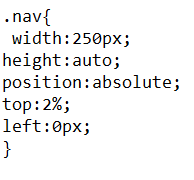 .nav{
 width:250px;
height:auto;
position:absolute;
top:2%;
left:0px;
}